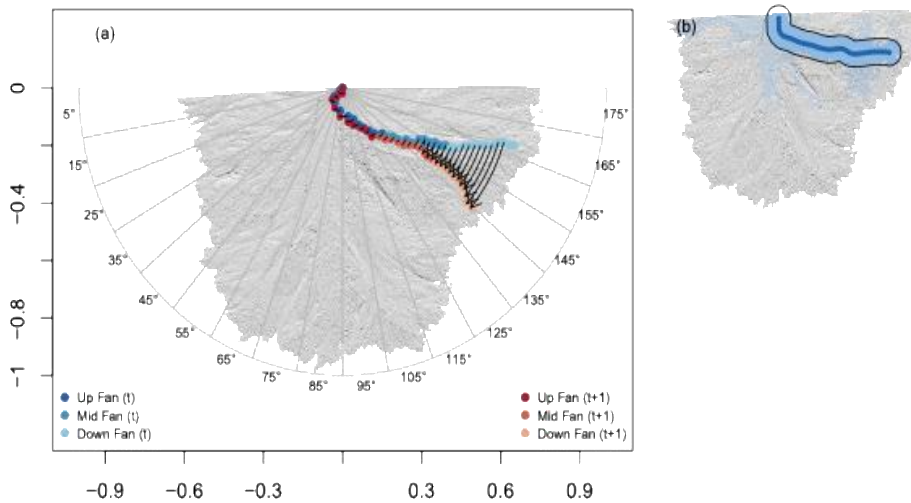 (a)
(b)
0
−0.4
−0.8
−1
5°
15°
25°
35°
45°
55°
65°
75°
85°
95°
105°
115°
125°
135°
145°
155°
165°
175°
Up Fan (t)
Mid Fan (t)
Down Fan (t)
Up Fan (t+1)
Mid Fan (t+1)
Down Fan (t+1)
−0.9 −0.6 −0.3 0 0.3 0.6 0.9